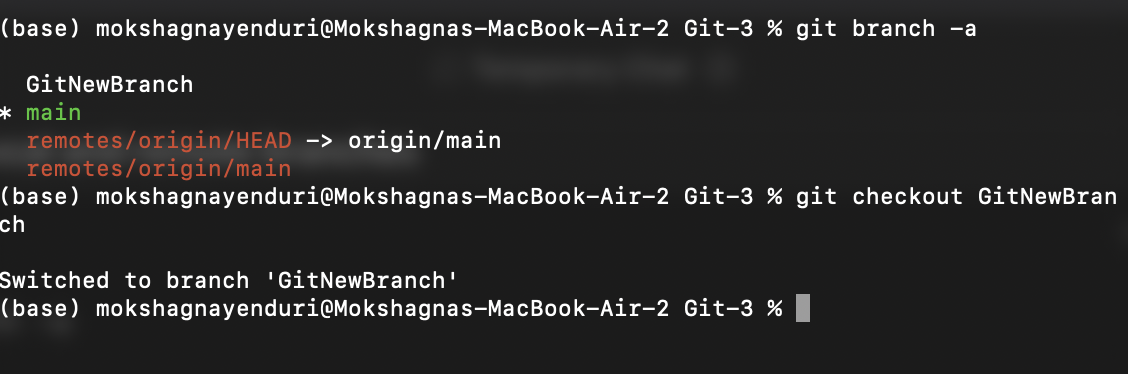 (base) mokshagnayenduri@Mokshagnas-MacBook-Air-2 Git-3 % git branch -a
GitNewBranch
* main
remotes/origin/HEAD -> origin/main
remotes/origin/main
(base) mokshagnayenduri@Mokshagnas-MacBook-Air-2 Git-3 % git checkout GitNewBran
ch
Switched to branch 'GitNewBranch'
(base) mokshagnayenduri@Mokshagnas-MacBook-Air-2 Git-3 %